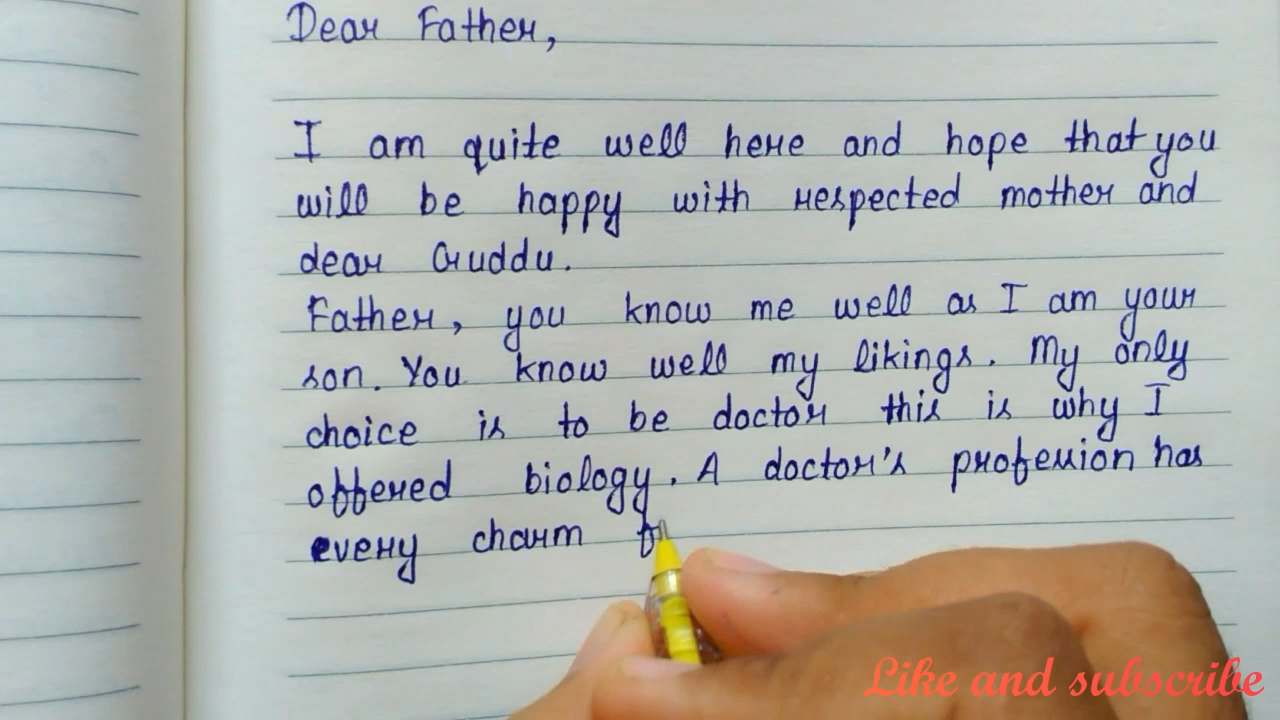 Dear Father,
I am quite well here and hope that you
will be happy with respected mother and
dear Guddu.
Father, you know me well as I am your
son. You know well my likings. My only
choice is to be doctor this is why I
offered biology. A doctor's profession has
every charm
Like and subscribe